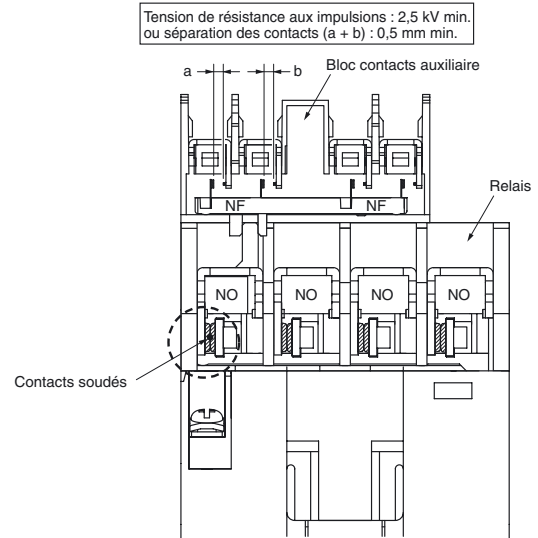 Tension de résistance aux impulsions : 2,5 kV min.
ou séparation des contacts (a + b) : 0,5 mm min.
a
b
Bloc contacts auxiliaire
Relais
NF
NF
NO
NO
NO
NO
Contacts soudés